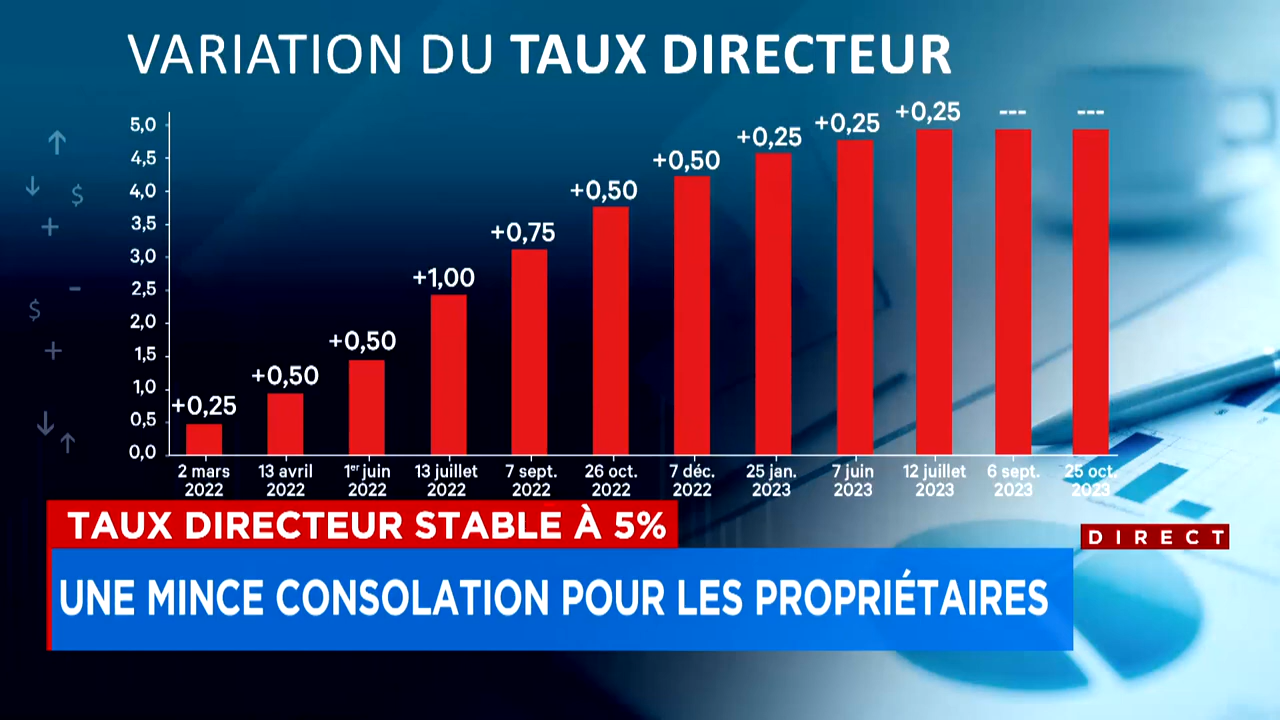 VARIATION DU TAUX DIRECTEUR
5,0
4,5
4,0
3,5
3,0
2,5
2,0
1,5
1,0
0,5
0,0
+0,25
+0,50
+0,50
+1,00
+0,75
+0,50
+0,50
+0,25
+0,25
+0,25
---
---
2 mars
2022
13 avril
2022
1er juin
2022
13 juillet
2022
7 sept.
2022
26 oct.
2022
7 déc.
2022
25 jan.
2023
7 juin
2023
12 juillet
2023
6 sept.
2023
25 oct.
2023
TAUX DIRECTEUR STABLE À 5%
DIRECT
UNE MINCE CONSOLATION POUR LES PROPRIÉTAIRES